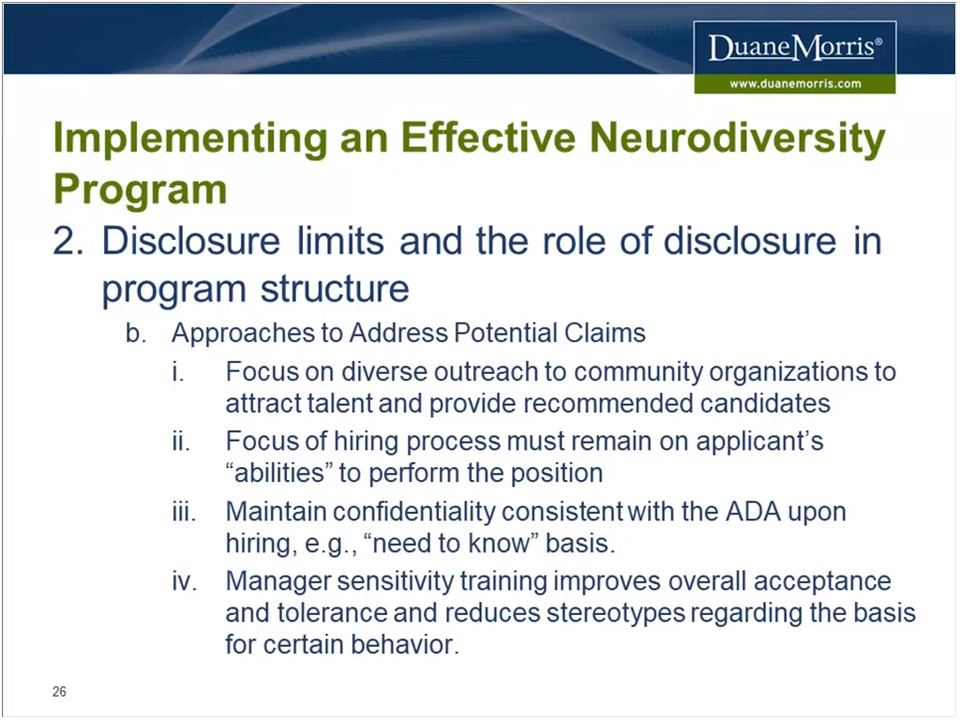 DuaneMorris®
www.duanemorris.com
Implementing an Effective Neurodiversity
Program
2. Disclosure limits and the role of disclosure in
program structure
b. Approaches to Address Potential Claims
i. Focus on diverse outreach to community organizations to
attract talent and provide recommended candidates
ii. Focus of hiring process must remain on applicant’s
“abilities” to perform the position
iii. Maintain confidentiality consistent with the ADA upon
hiring, e.g., “need to know” basis.
iv. Manager sensitivity training improves overall acceptance
and tolerance and reduces stereotypes regarding the basis
for certain behavior.
26